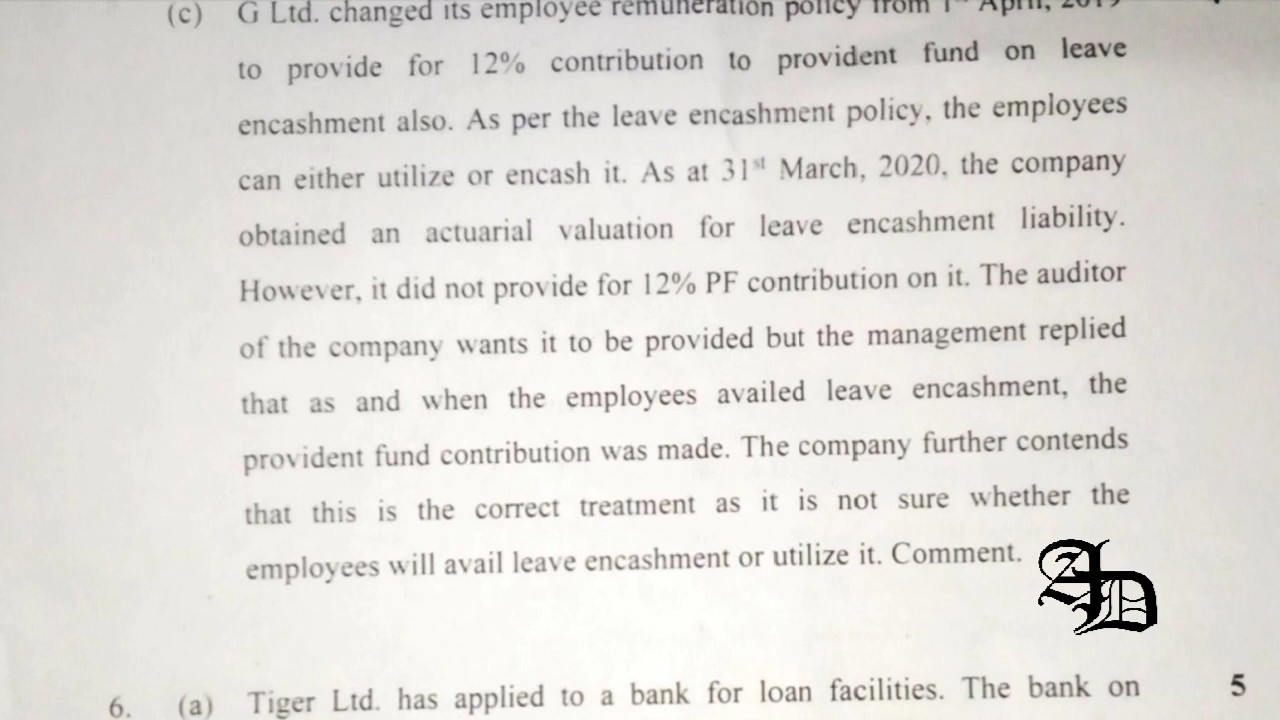 (c) G Ltd. changed its employee remuneration policy from 1st April, 2019
to provide for 12% contribution to provident fund on leave
encashment also. As per the leave encashment policy, the employees
can either utilize or encash it. As at 31st March, 2020, the company
obtained an actuarial valuation for leave encashment liability.
However, it did not provide for 12% PF contribution on it. The auditor
of the company wants it to be provided but the management replied
that as and when the employees availed leave encashment, the
provident fund contribution was made. The company further contends
that this is the correct treatment as it is not sure whether the
employees will avail leave encashment or utilize it. Comment.
AD
6. (a) Tiger Ltd. has applied to a bank for loan facilities. The bank on 5